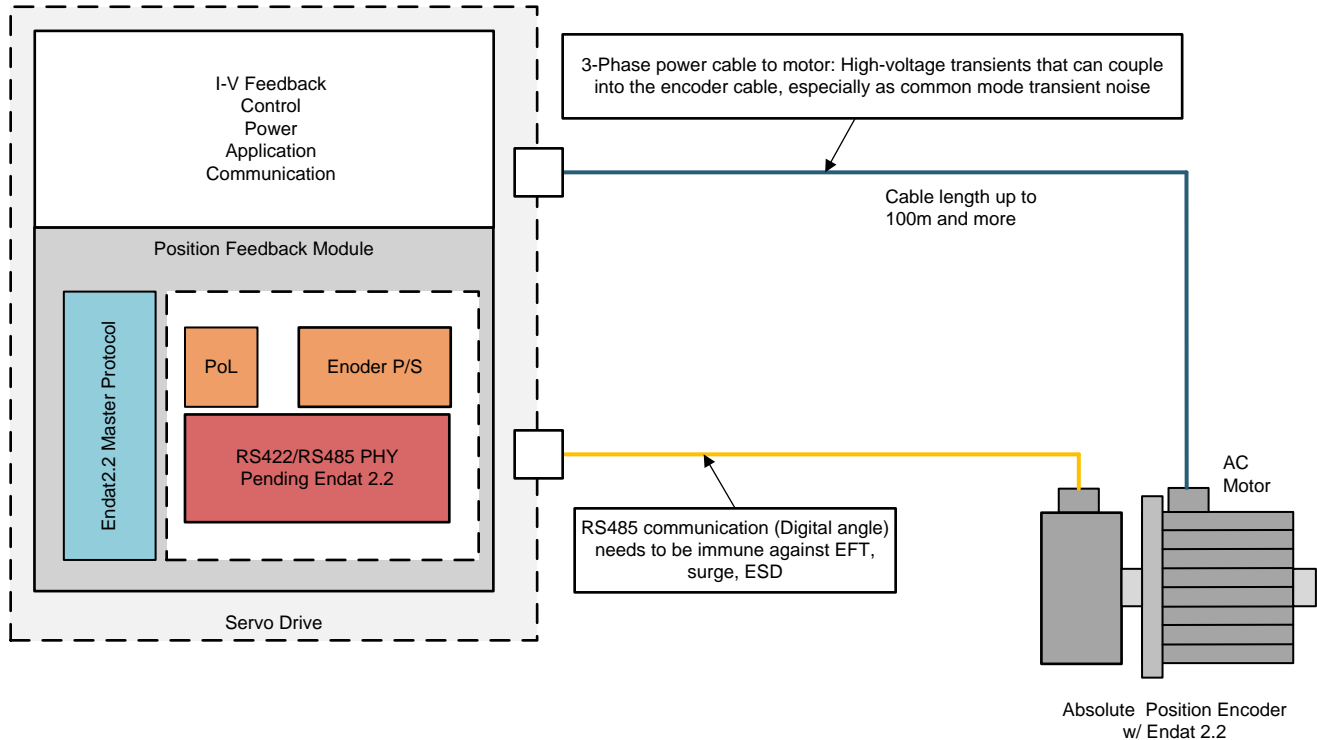 I-V Feedback
Control
Power
Application
Communication
Position Feedback Module
Endat2.2 Master Protocol
PoL
Enoder P/S
RS422/RS485 PHY
Pending Endat 2.2
Servo Drive
3-Phase power cable to motor: High-voltage transients that can couple
into the encoder cable, especially as common mode transient noise
Cable length up to
100m and more
RS485 communication (Digital angle)
needs to be immune against EFT,
surge, ESD
AC
Motor
Absolute Position Encoder
w/ Endat 2.2